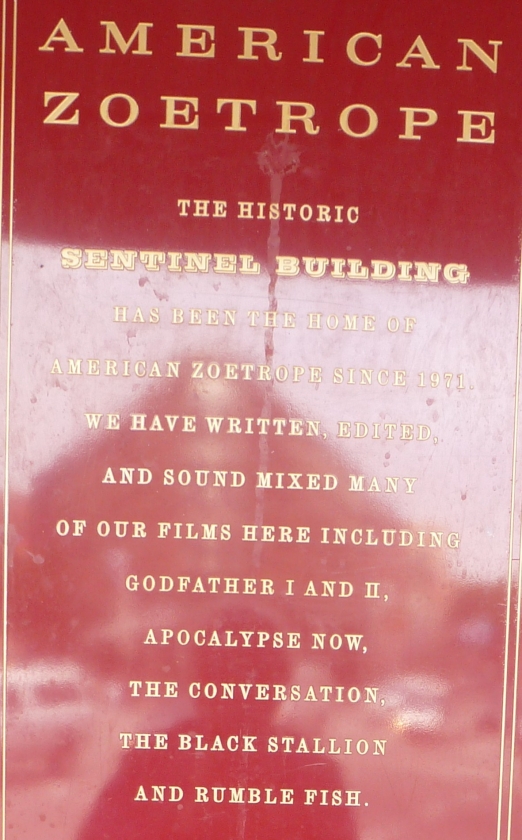 AMERICAN
ZOETROPE
THE HISTORIC
SENTINEL BUILDING
HAS BEEN THE HOME OF
AMERICAN ZOETROPE SINCE 1971.
WE HAVE WRITTEN, EDITED,
AND SOUND MIXED MANY
OF OUR FILMS HERE INCLUDING
GODFATHER I AND II,
APOCALYPSE NOW,
THE CONVERSATION,
THE BLACK STALLION
AND RUMBLE FISH.